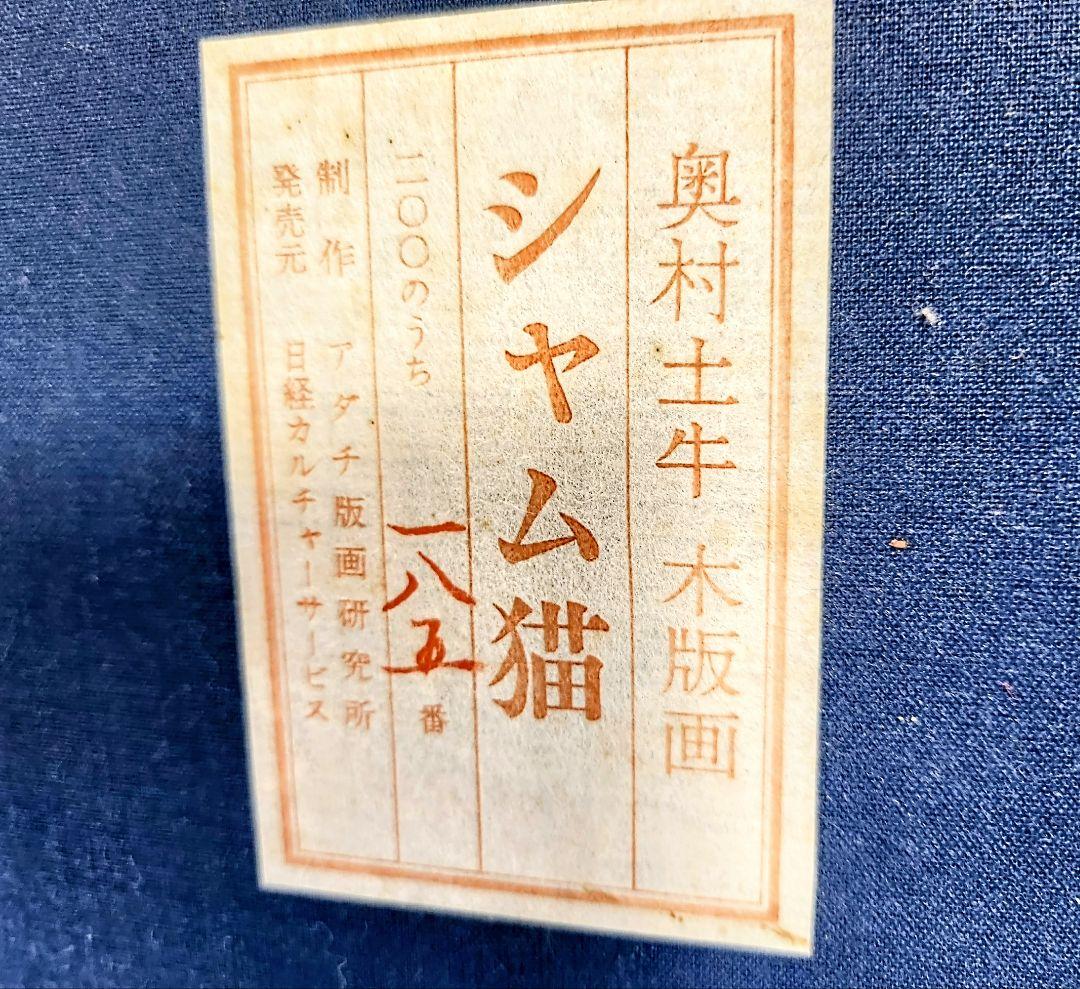 奥村土牛 木版画
シャム猫
二〇〇のうち 一八五番
制作 アダチ版画研究所
発売元 日経カルチャーサービス